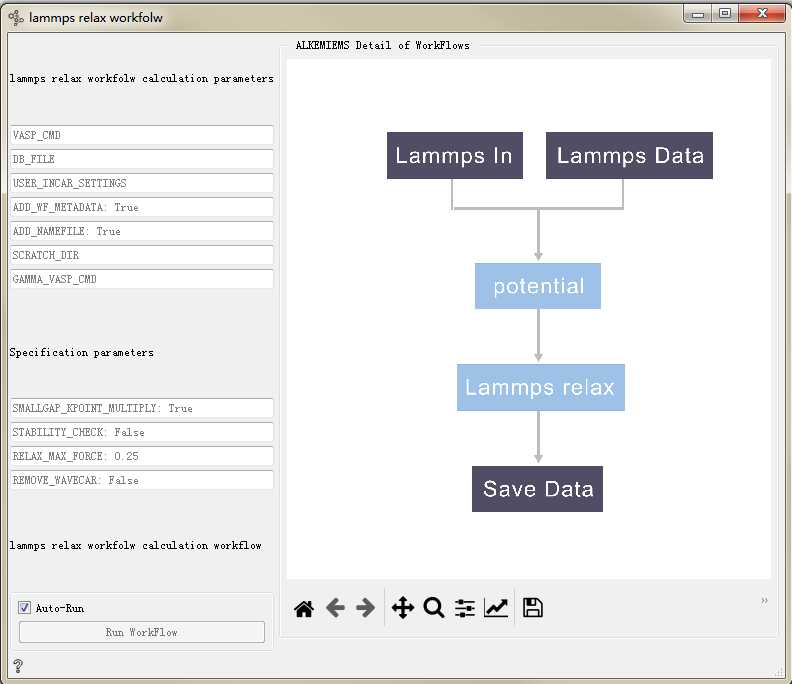 lammps relax workfolw
lammps relax workfolw calculation parameters
VASP_CMD
DB_FILE
USER_INCAR_SETTINGS
ADD_WF_METADATA: True
ADD_NAMEFILE: True
SCRATCH_DIR
GAMMA_VASP_CMD
Specification parameters
SMALLGAP_KPOINT_MULTIPLY: True
STABILITY_CHECK: False
RELAX_MAX_FORCE: 0.25
REMOVE_WAVECAR: False
lammps relax workfolw calculation workflow
Auto-Run
Run WorkFlow
ALKEMIEMS Detail of WorkFlows
Lammps In
Lammps Data
potential
Lammps relax
Save Data